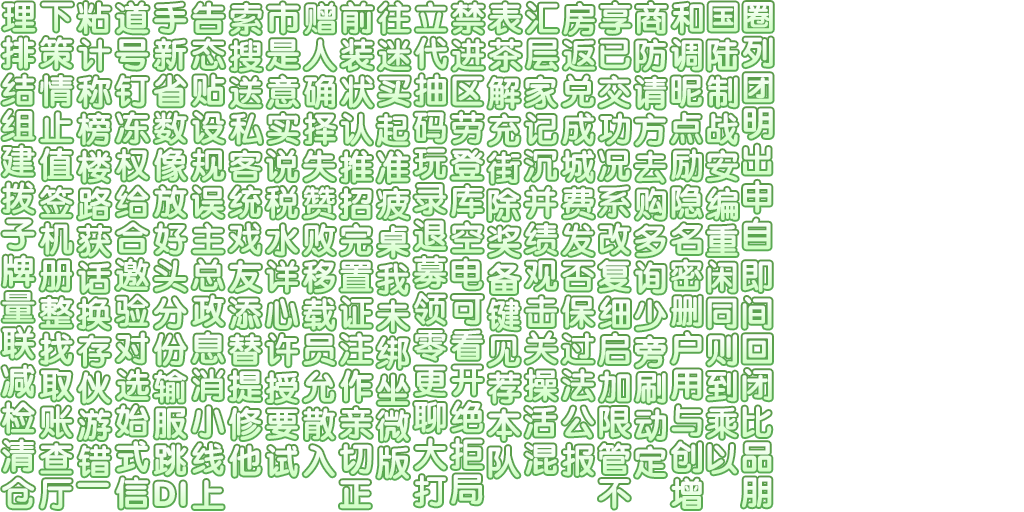 理下粘道手告索市赠前往立禁表汇房享商和国圈
排策计号新态搜是人装迷代进茶层返已防调陆列
结情称钉省贴送意确状买抽区解家兑交请昵制团
组止榜冻数设私实择认起码劳充记成功方点战明
建值楼权像规客说失推准玩登街沉城况去励安出
拨签路给放误统税赞招疲录库除并费系购隐编申
子机获合好主戏水败完桌退空奖绩发改多名重自
牌册话邀头总友详移置我募电备观否复询密闲即
量整换验分政添心载证未领可键击保细少删同间
联找存对份息替许员注绑零看见关过启旁户则回
减取伙选输消提授允作坐更开荐操法加刷用到闭
检账游始服小修要散亲微聊绝本活公限动与乘比
清查错式跳线他试入切版大拒队混报管定创以品
仓厅一信DI上正打局不增朋